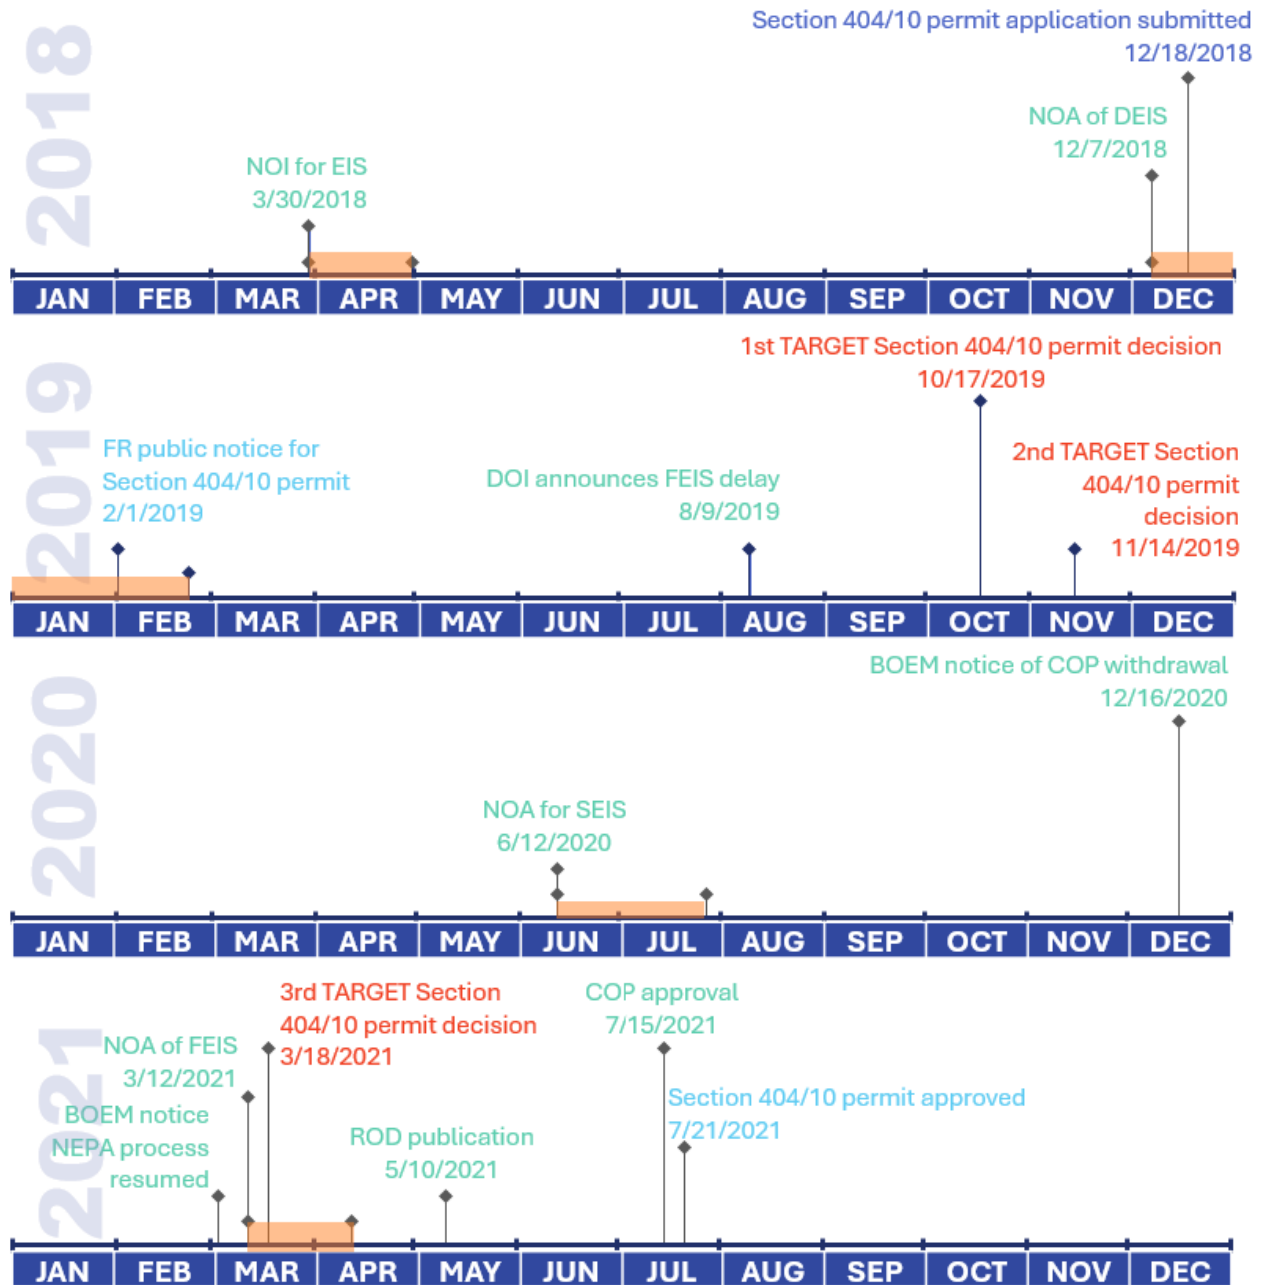 2018
Section 404/10 permit application submitted
12/18/2018
NOA of DEIS
12/7/2018
NOI for EIS
3/30/2018
JAN FEB MAR APR MAY JUN JUL AUG SEP OCT NOV DEC
2019
1st TARGET Section 404/10 permit decision
10/17/2019
FR public notice for
Section 404/10 permit
2/1/2019
DOI announces FEIS delay
8/9/2019
2nd TARGET Section
404/10 permit
decision
11/14/2019
JAN FEB MAR APR MAY JUN JUL AUG SEP OCT NOV DEC
2020
BOEM notice of COP withdrawal
12/16/2020
NOA for SEIS
6/12/2020
JAN FEB MAR APR MAY JUN JUL AUG SEP OCT NOV DEC
2021
3rd TARGET Section
404/10 permit decision
3/18/2021
COP approval
7/15/2021
NOA of FEIS
3/12/2021
BOEM notice
NEPA process
resumed
Section 404/10 permit approved
7/21/2021
ROD publication
5/10/2021
JAN FEB MAR APR MAY JUN JUL AUG SEP OCT NOV DEC